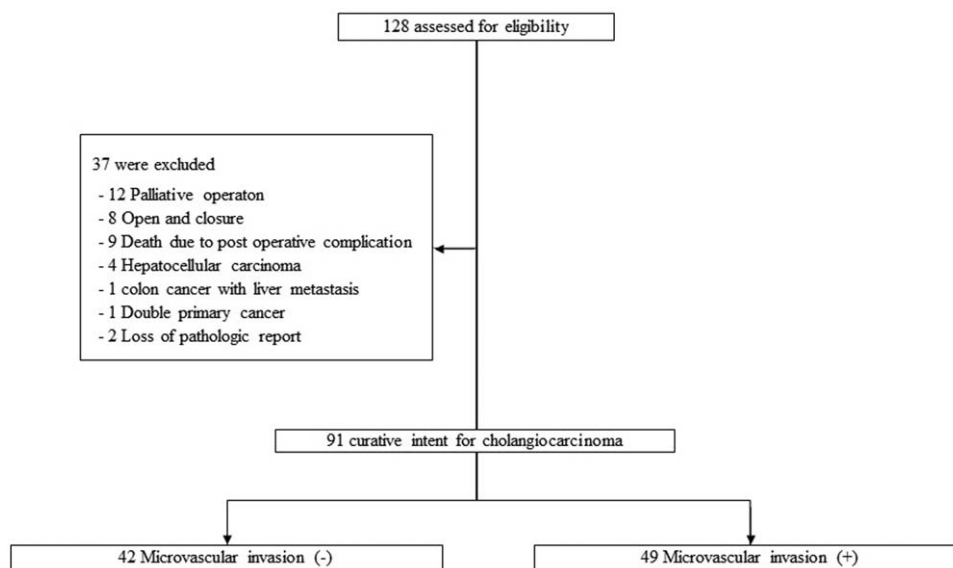 128 assessed for eligibility
37 were excluded
- 12 Palliative operaton
- 8 Open and closure
- 9 Death due to post operative complication
- 4 Hepatocellular carcinoma
- 1 colon cancer with liver metastasis
- 1 Double primary cancer
- 2 Loss of pathologic report
91 curative intent for cholangiocarcinoma
42 Microvascular invasion (-)
49 Microvascular invasion (+)